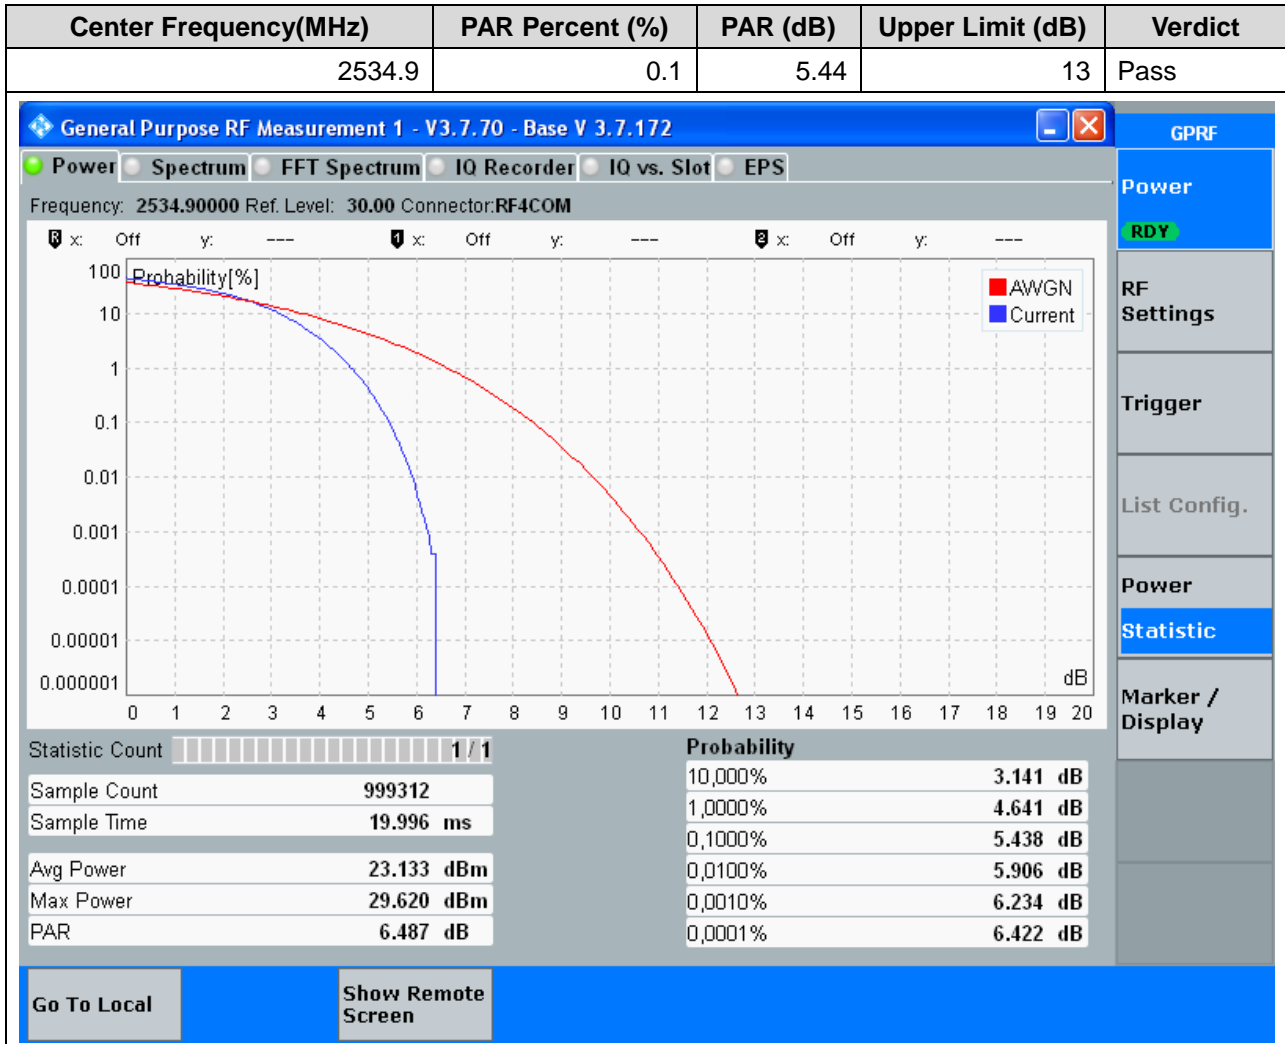 Center Frequency(MHz) PAR Percent (%) PAR (dB) Upper Limit (dB) Verdict
2534.9 0.1 5.44 13 Pass
General Purpose RF Measurement 1 - V3.7.70 - Base V 3.7.172
GPRF
Power Spectrum FFT Spectrum IQ Recorder IQ vs. Slot EPS
Frequency: 2534.90000 Ref. Level: 30.00 Connector:RF4COM
R x: Off y: --- 1 x: Off y: --- 2 x: Off y: ---
Probability[%]
AWGN
Current
100
10
1
0.1
0.01
0.001
0.0001
0.00001
0.000001
dB
0 1 2 3 4 5 6 7 8 9 10 11 12 13 14 15 16 17 18 19 20
Statistic Count 1 / 1
Sample Count 999312
Sample Time 19.996 ms
Avg Power 23.133 dBm
Max Power 29.620 dBm
PAR 6.487 dB
Probability
10,000% 3.141 dB
1,0000% 4.641 dB
0,1000% 5.438 dB
0,0100% 5.906 dB
0,0010% 6.234 dB
0,0001% 6.422 dB
Power
RDY
RF
Settings
Trigger
List Config.
Power
Statistic
Marker /
Display
Go To Local
Show Remote
Screen